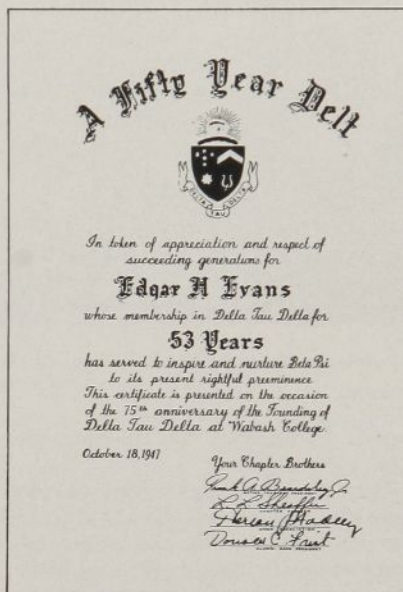 A Fifty Year Delt
DELTA TAU DELTA
In token of appreciation and respect of
succeeding generations for
Edgar H Evans
whose membership in Delta Tau Delta for
53 Years
has served to inspire and nurture Beta Psi
to its present rightful preeminence
This certificate is presented on the occasion
of the 75th anniversary of the Founding of
Delta Tau Delta at Wabash College.
October 18, 1947
Your Chapter Brothers